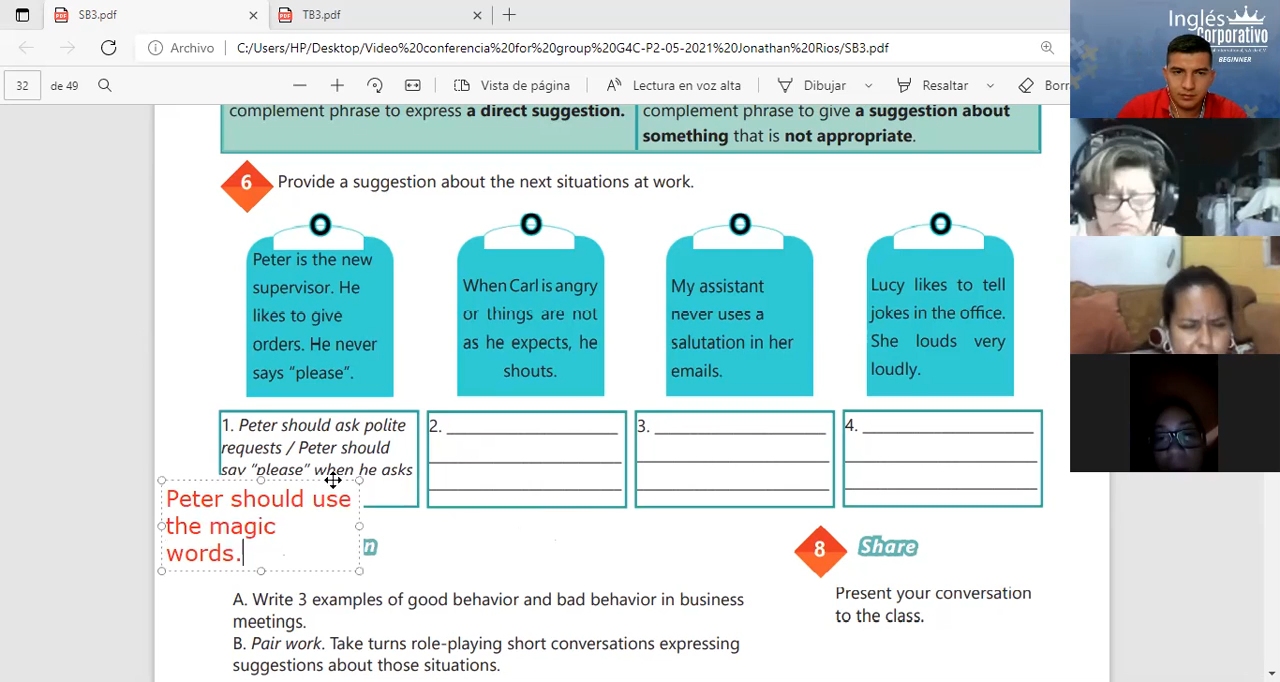 SB3.pdf
TB3.pdf
Archivo
C:/Users/HP/Desktop/Video%20conferencia%20for%20group%20G4C-P2-05-2021%20Jonathan%20Rios/SB3.pdf
32 de 49
Vista de página
Lectura en voz alta
Dibujar
Resaltar
Borr
Inglés
Corporativo
BEGINNER
complement phrase to express a direct suggestion.
complement phrase to give a suggestion about
something that is not appropriate.
6 Provide a suggestion about the next situations at work.
Peter is the new
supervisor. He
likes to give
orders. He never
says “please”.
When Carl is angry
or things are not
as he expects, he
shouts.
My assistant
never uses a
salutation in her
emails.
Lucy likes to tell
jokes in the office.
She louds very
loudly.
1. Peter should ask polite
requests / Peter should
say “please” when he asks
2.
3.
4.
Peter should use
the magic
words.
n
8 Share
A. Write 3 examples of good behavior and bad behavior in business
meetings.
B. Pair work. Take turns role-playing short conversations expressing
suggestions about those situations.
Present your conversation
to the class.